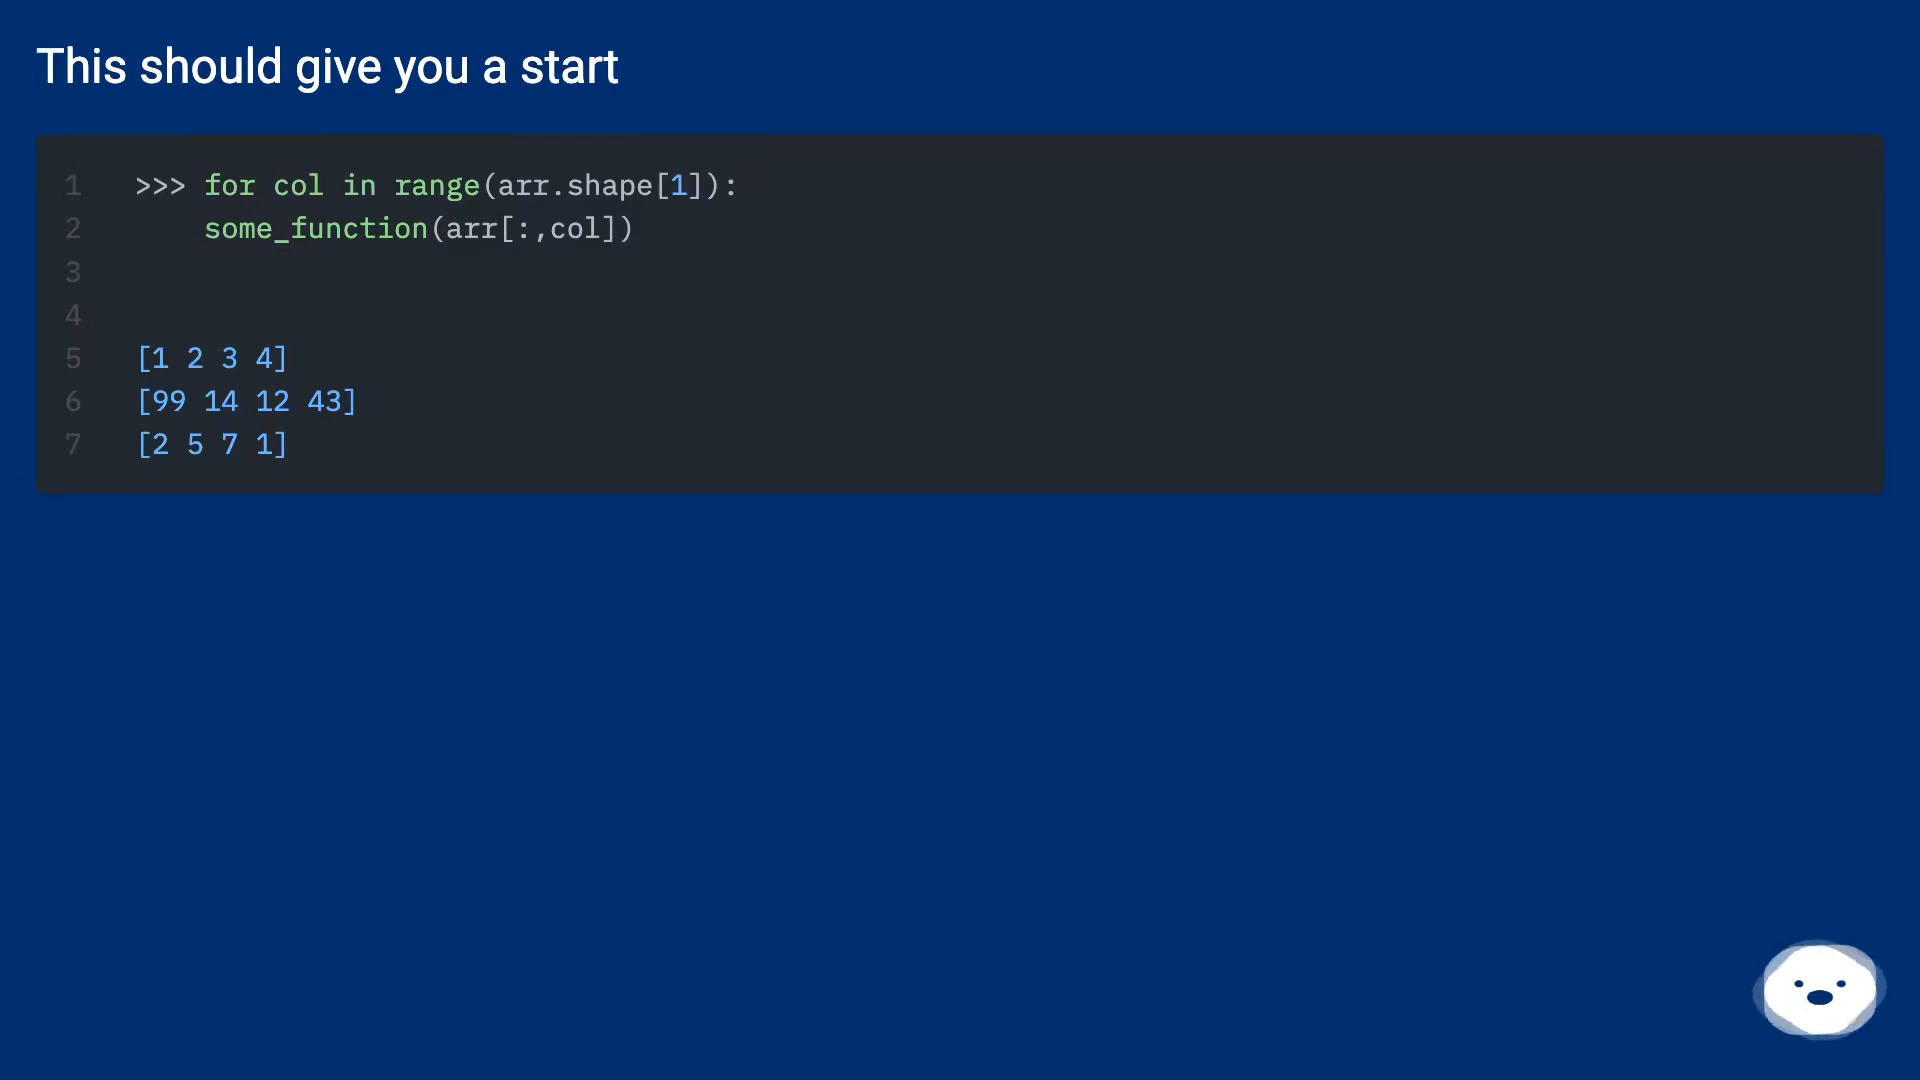 This should give you a start
1 >>> for col in range(arr.shape[1]):
2 some_function(arr[:,col])
3
4
5 [1 2 3 4]
6 [99 14 12 43]
7 [2 5 7 1]